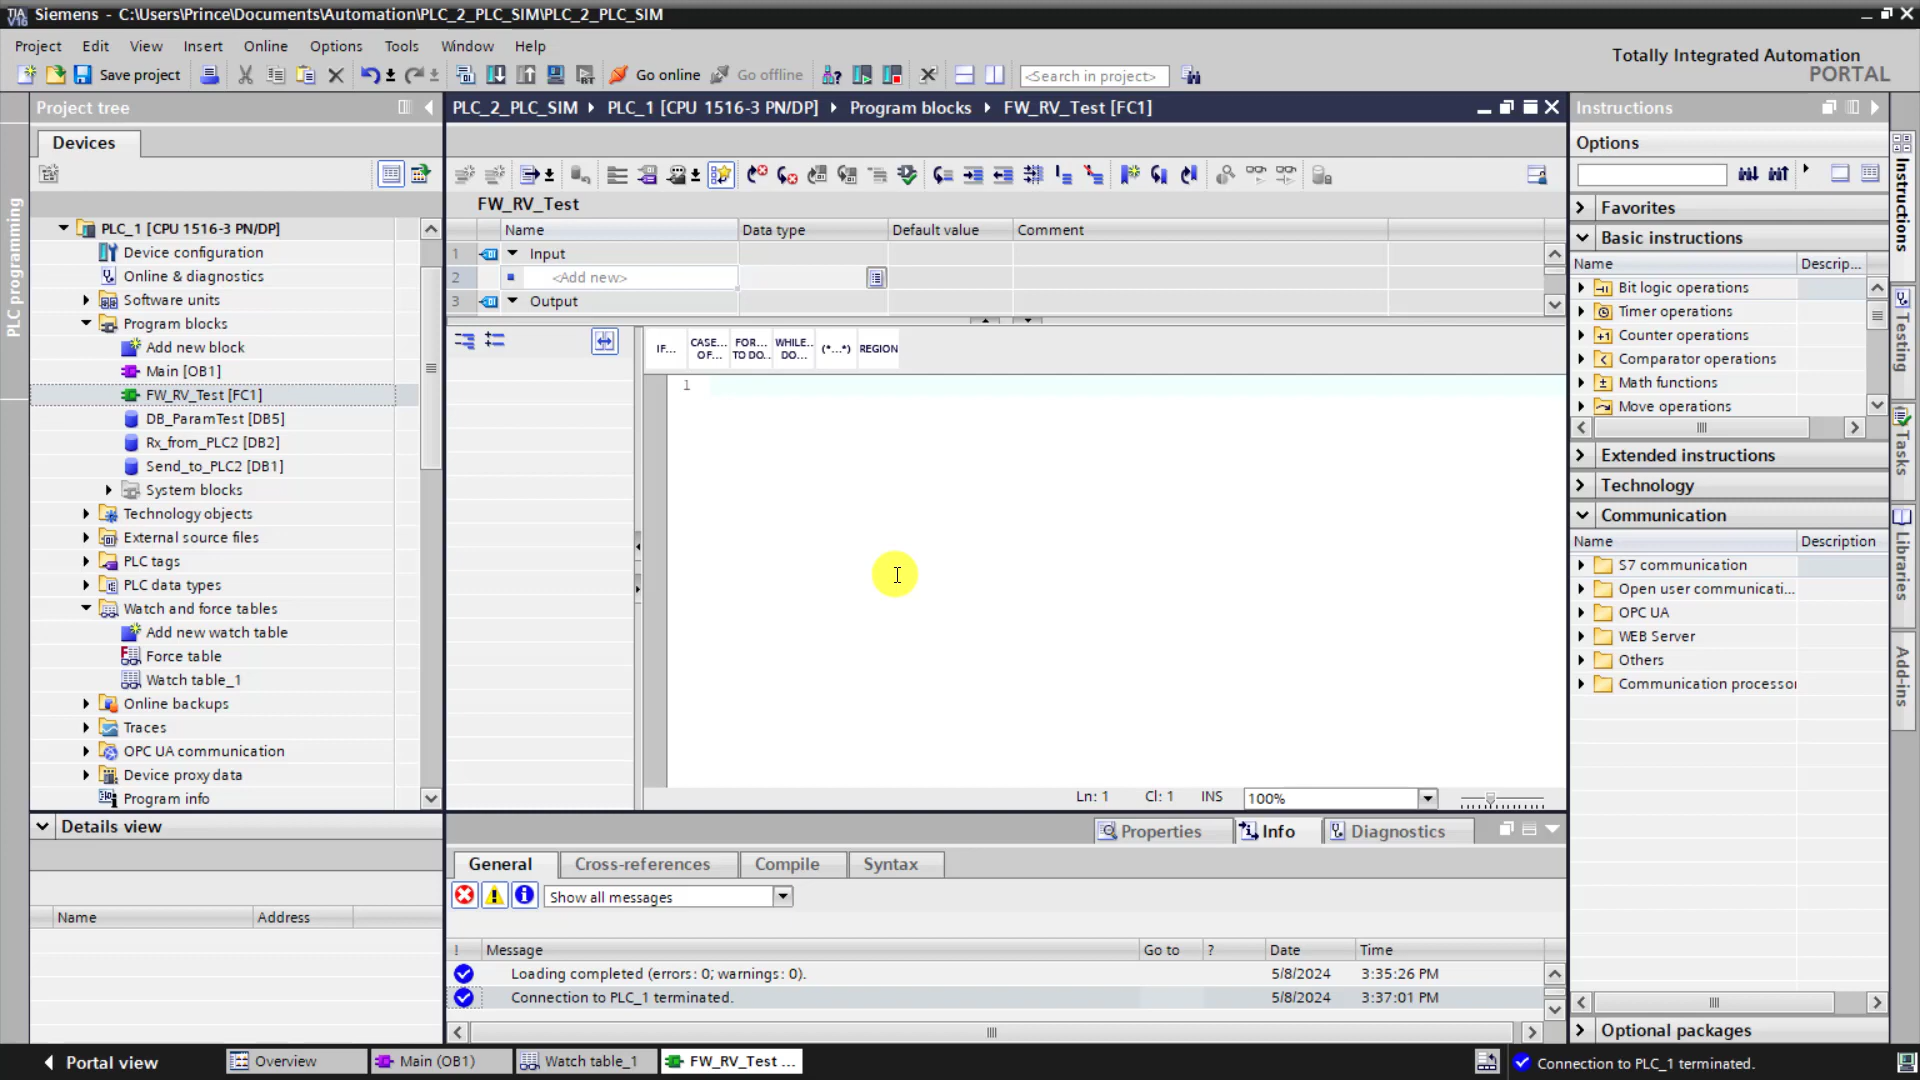 Siemens - C:\Users\Prince\Documents\Automation\PLC_2_PLC_SIM\PLC_2_PLC_SIM
Project Edit View Insert Online Options Tools Window Help
Totally Integrated Automation
PORTAL
Save project
Go online
Go offline
<Search in project>
Project tree
Devices
PLC programming
PLC_1 [CPU 1516-3 PN/DP]
Device configuration
Online & diagnostics
Software units
Program blocks
Add new block
Main [OB1]
FW_RV_Test [FC1]
DB_ParamTest [DB5]
Rx_from_PLC2 [DB2]
Send_to_PLC2 [DB1]
System blocks
Technology objects
External source files
PLC tags
PLC data types
Watch and force tables
Add new watch table
Force table
Watch table_1
Online backups
Traces
OPC UA communication
Device proxy data
Program info
Details view
Name Address
PLC_2_PLC_SIM PLC_1 [CPU 1516-3 PN/DP] Program blocks FW_RV_Test [FC1]
FW_RV_Test
Name Data type Default value Comment
1 Input
2 <Add new>
3 Output
IF... CASE... OF... FOR... TO DO... WHILE.. DO... (*...*) REGION
1
Ln: 1 Cl: 1 INS 100%
Properties Info Diagnostics
General Cross-references Compile Syntax
Show all messages
! Message Go to ? Date Time
Loading completed (errors: 0; warnings: 0). 5/8/2024 3:35:26 PM
Connection to PLC_1 terminated. 5/8/2024 3:37:01 PM
Instructions
Options
Favorites
Basic instructions
Name Descrip...
Bit logic operations
Timer operations
Counter operations
Comparator operations
Math functions
Move operations
Extended instructions
Technology
Communication
Name Description
S7 communication
Open user communicati...
OPC UA
WEB Server
Others
Communication processor
Optional packages
Instructions
Testing
Tasks
Libraries
Add-ins
Portal view Overview Main (OB1) Watch table_1 FW_RV_Test ... Connection to PLC_1 terminated.